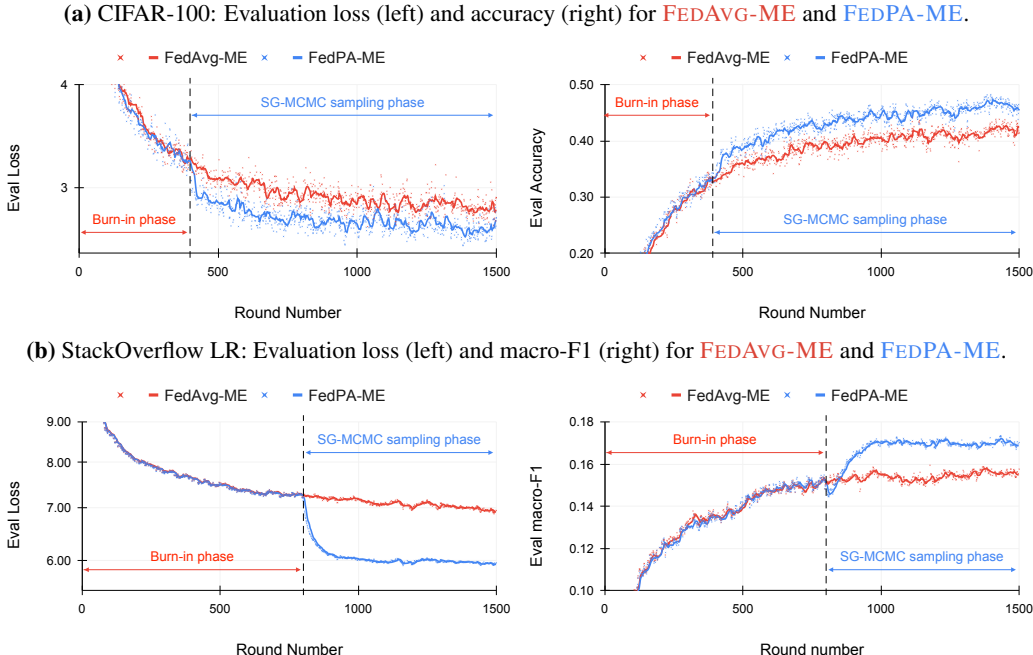 (a) CIFAR-100: Evaluation loss (left) and accuracy (right) for FEDAVG-ME and FEDPA-ME.
FedAvg-ME FedPA-ME
4
3
Eval Loss
SG-MCMC sampling phase
Burn-in phase
0 500 1000 1500
Round Number
FedAvg-ME FedPA-ME
0.50
0.40
0.30
0.20
Eval Accuracy
Burn-in phase
SG-MCMC sampling phase
0 500 1000 1500
Round Number
(b) StackOverflow LR: Evaluation loss (left) and macro-F1 (right) for FEDAVG-ME and FEDPA-ME.
FedAvg-ME FedPA-ME
9.00
8.00
7.00
6.00
Eval Loss
SG-MCMC sampling phase
Burn-in phase
0 500 1000 1500
Round Number
FedAvg-ME FedPA-ME
0.18
0.16
0.14
0.12
0.10
Eval macro-F1
Burn-in phase
SG-MCMC sampling phase
0 500 1000 1500
Round number